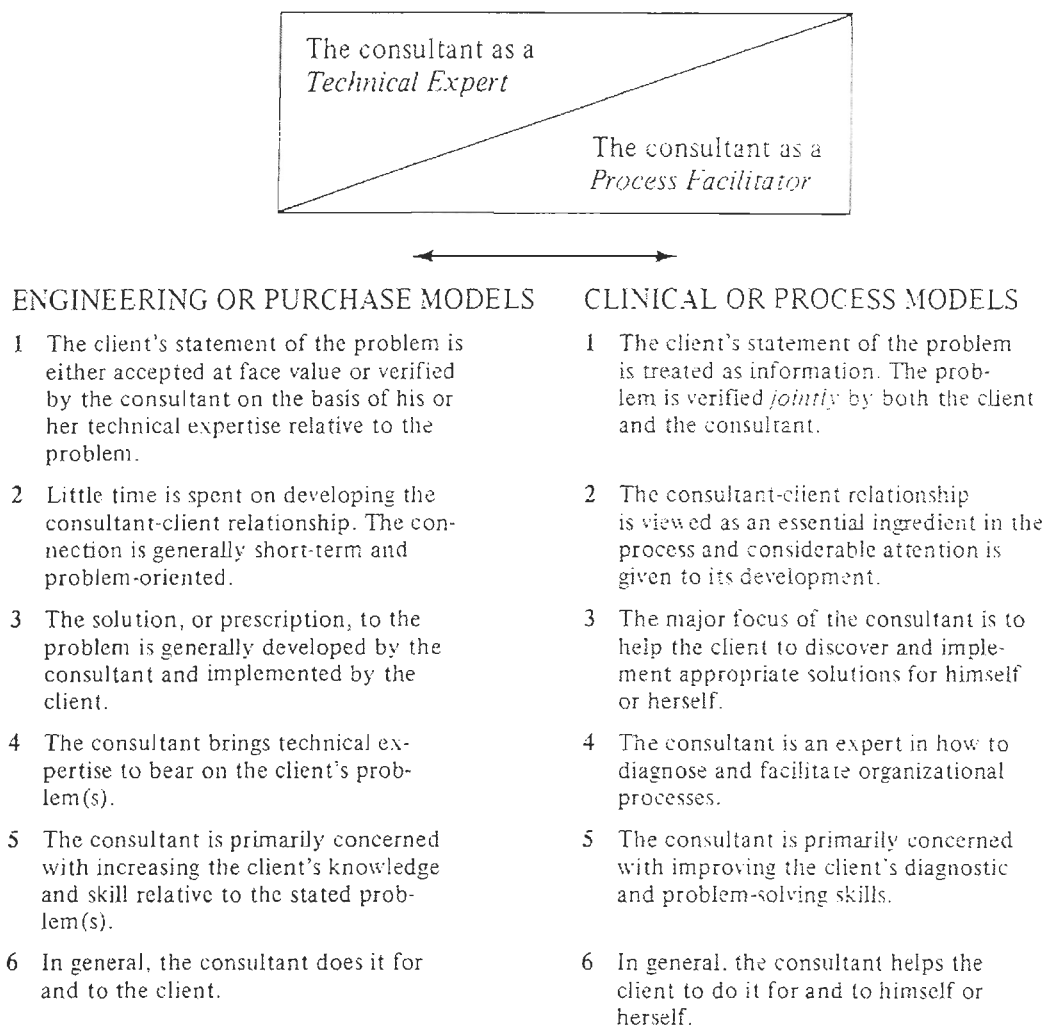 The consultant as a
Technical Expert
The consultant as a
Process Facilitator
ENGINEERING OR PURCHASE MODELS
1 The client's statement of the problem is
either accepted at face value or verified
by the consultant on the basis of his or
her technical expertise relative to the
problem.
2 Little time is spent on developing the
consultant-client relationship. The con-
nection is generally short-term and
problem-oriented.
3 The solution, or prescription, to the
problem is generally developed by the
consultant and implemented by the
client.
4 The consultant brings technical ex-
pertise to bear on the client's prob-
lem(s).
5 The consultant is primarily concerned
with increasing the client's knowledge
and skill relative to the stated prob-
lem(s).
6 In general, the consultant does it for
and to the client.
CLINICAL OR PROCESS MODELS
1 The client's statement of the problem
is treated as information. The prob-
lem is verified jointly by both the client
and the consultant.
2 The consultant-client relationship
is viewed as an essential ingredient in the
process and considerable attention is
given to its development.
3 The major focus of the consultant is to
help the client to discover and imple-
ment appropriate solutions for himself
or herself.
4 The consultant is an expert in how to
diagnose and facilitate organizational
processes.
5 The consultant is primarily concerned
with improving the client's diagnostic
and problem-solving skills.
6 In general. the consultant helps the
client to do it for and to himself or
herself.